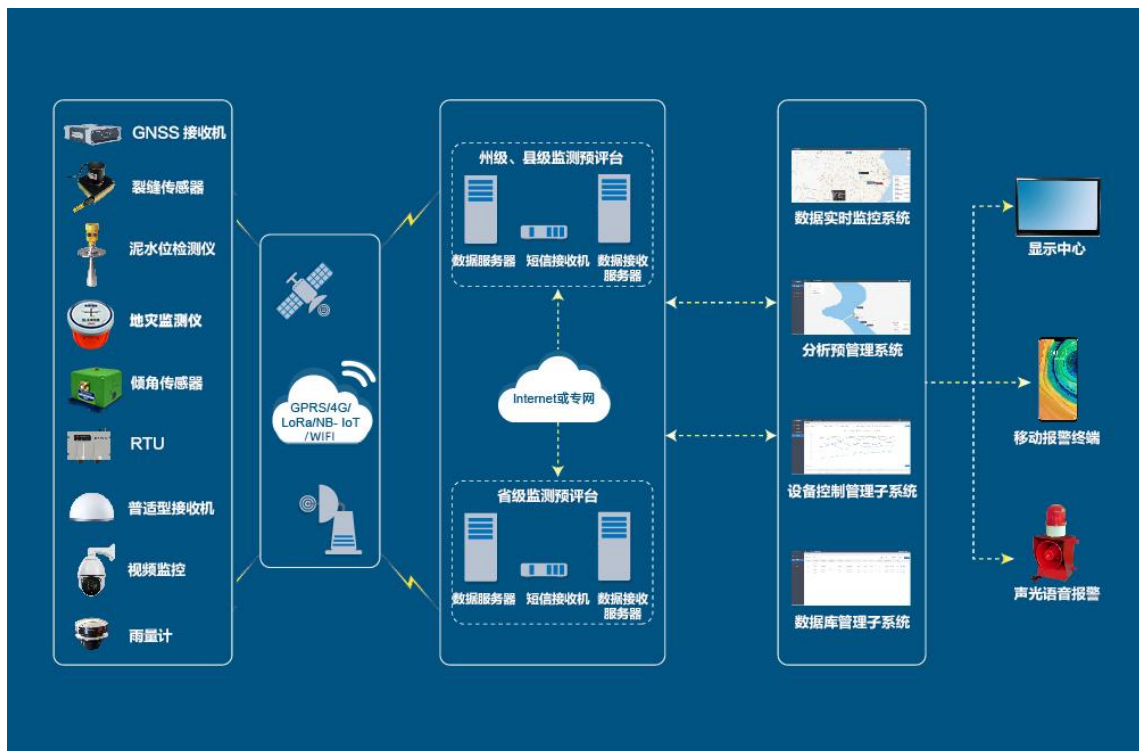 GNSS 接收机
裂缝传感器
泥水位检测仪
地灾监测仪
倾角传感器
RTU
普适型接收机
视频监控
雨量计
GPRS/4G/
LoRa/NB- IoT
/WIFI
州级、县级监测预评台
数据服务器
短信接收机
数据接收
服务器
Internet或专网
省级监测预评台
数据服务器
短信接收机
数据接收
服务器
数据实时监控系统
分析预管理系统
设备控制管理子系统
数据库管理子系统
显示中心
移动报警终端
声光语音报警